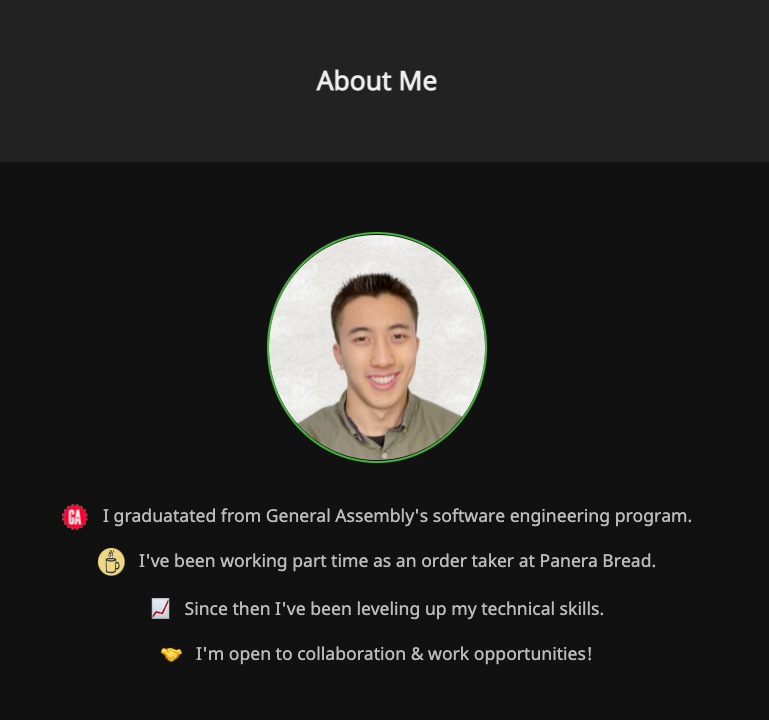 About Me
GA I graduatated from General Assembly's software engineering program.
I've been working part time as an order taker at Panera Bread.
Since then I've been leveling up my technical skills.
I'm open to collaboration & work opportunities!